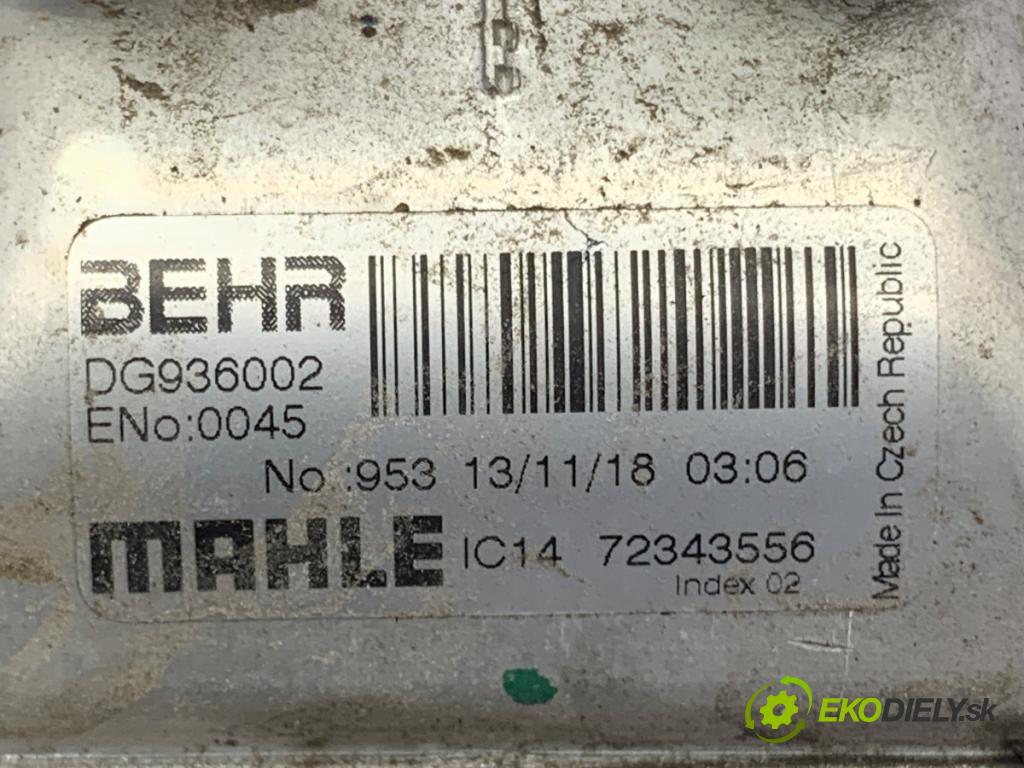 BEHR
DG936002
ENo:0045
No :953 13/11/18 03:06
MAHLE IC14 72343556
Index 02
Made In Czech Republic
EKODIELY.sk